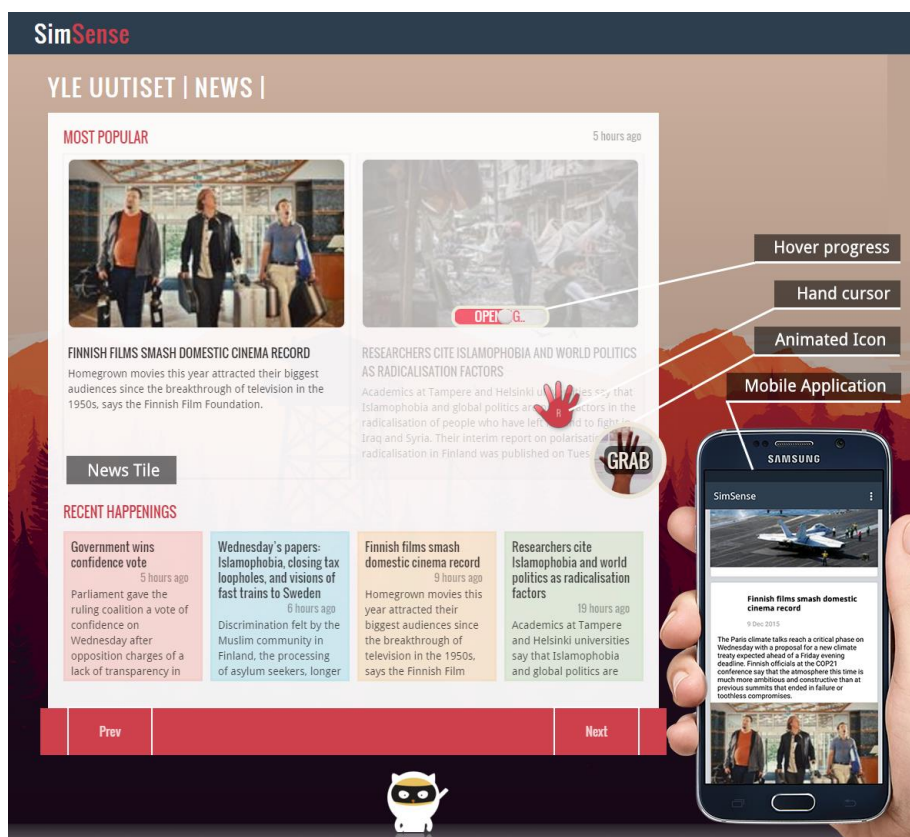 SimSense
YLE UUTISET | NEWS |
MOST POPULAR
5 hours ago
FINNISH FILMS SMASH DOMESTIC CINEMA RECORD
Homegrown movies this year attracted their biggest
audiences since the breakthrough of television in the
1950s, says the Finnish Film Foundation.
News Tile
OPENING..
RESEARCHERS CITE ISLAMOPHOBIA AND WORLD POLITICS
AS RADICALISATION FACTORS
Academics at Tampere and Helsinki universities say that
Islamophobia and global politics are factors in the
radicalisation of people who have left to fight in
Iraq and Syria. Their interim report on polarisation
radicalisation in Finland was published on Tues
R
GRAB
Hover progress
Hand cursor
Animated Icon
Mobile Application
RECENT HAPPENINGS
Government wins
confidence vote
5 hours ago
Parliament gave the
ruling coalition a vote of
confidence on
Wednesday after
opposition charges of a
lack of transparency in
Wednesday's papers:
Islamophobia, closing tax
loopholes, and visions of
fast trains to Sweden
6 hours ago
Discrimination felt by the
Muslim community in
Finland, the processing
of asylum seekers, longer
Finnish films smash
domestic cinema record
9 hours ago
Homegrown movies this
year attracted their
biggest audiences since
the breakthrough of
television in the 1950s,
says the Finnish Film
Researchers cite
Islamophobia and world
politics as radicalisation
factors
19 hours ago
Academics at Tampere
and Helsinki universities
say that Islamophobia
and global politics are
Prev
Next
SAMSUNG
SimSense
Finnish films smash domestic
cinema record
9 Dec 2015
The Paris climate talks reach a critical phase on
Wednesday with a proposal for a new climate
treaty expected ahead of a Friday evening
deadline. Finnish officials at the COP21
conference say that the atmosphere this time is
much more ambitious and constructive than at
previous summits that ended in failure or
toothless compromises.